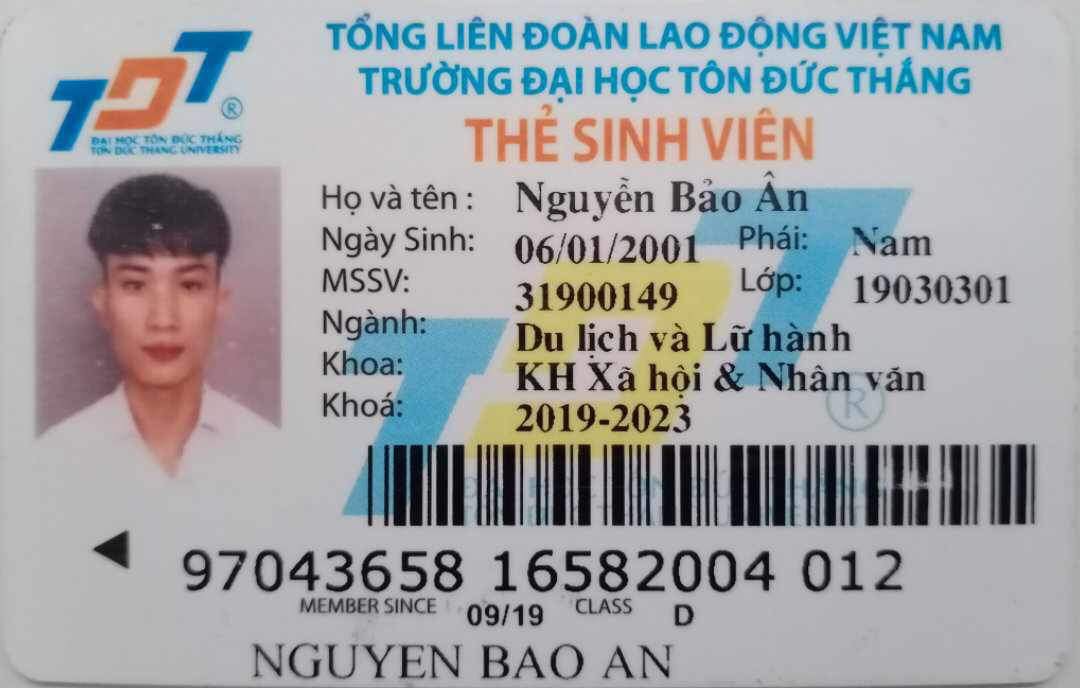 TDT®
ĐẠI HỌC TÔN ĐỨC THẮNG
TON DUC THANG UNIVERSITY
TỔNG LIÊN ĐOÀN LAO ĐỘNG VIỆT NAM
TRƯỜNG ĐẠI HỌC TÔN ĐỨC THẮNG
THẺ SINH VIÊN
Họ và tên : Nguyễn Bảo Ân
Ngày Sinh: 06/01/2001 Phái: Nam
MSSV: 31900149 Lớp: 19030301
Ngành: Du lịch và Lữ hành
Khoa: KH Xã hội & Nhân văn
Khoá: 2019-2023
97043658 16582004 012
MEMBER SINCE 09/19 CLASS D
NGUYEN BAO AN